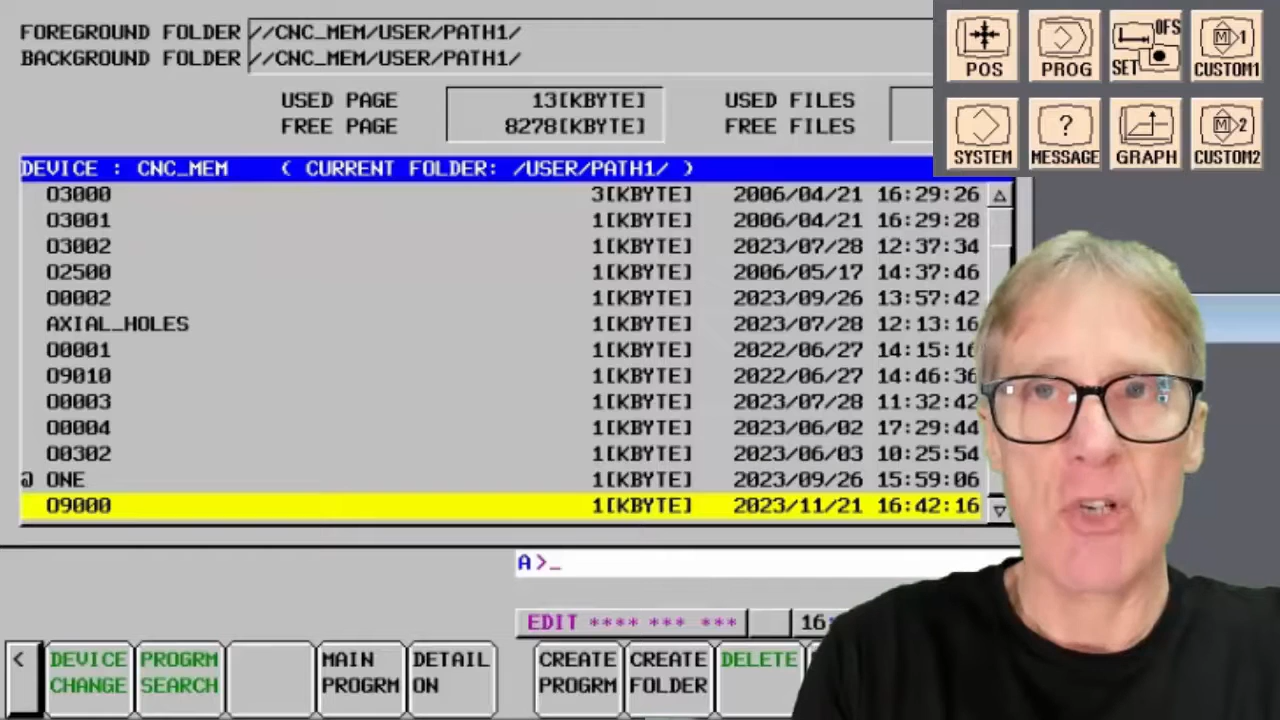 FOREGROUND FOLDER //CNC_MEM/USER/PATH1/
BACKGROUND FOLDER //CNC_MEM/USER/PATH1/
USED PAGE 13[KBYTE] USED FILES
FREE PAGE 8278[KBYTE] FREE FILES
DEVICE : CNC_MEM ( CURRENT FOLDER: /USER/PATH1/ )
O3000 3[KBYTE] 2006/04/21 16:29:26
O3001 1[KBYTE] 2006/04/21 16:29:28
O3002 1[KBYTE] 2023/07/28 12:37:34
O2500 1[KBYTE] 2006/05/17 14:37:46
O0002 1[KBYTE] 2023/09/26 13:57:42
AXIAL_HOLES 1[KBYTE] 2023/07/28 12:13:16
O0001 1[KBYTE] 2022/06/27 14:15:16
O9010 1[KBYTE] 2022/06/27 14:46:36
O0003 1[KBYTE] 2023/07/28 11:32:42
O0004 1[KBYTE] 2023/06/02 17:29:44
O0302 1[KBYTE] 2023/06/03 10:25:54
@ ONE 1[KBYTE] 2023/09/26 15:59:06
O9000 1[KBYTE] 2023/11/21 16:42:16
A>_
EDIT **** *** *** 16:
< DEVICE CHANGE
PROGRM SEARCH
MAIN PROGRM
DETAIL ON
CREATE PROGRM
CREATE FOLDER
DELETE
POS
PROG
OFS
SET
M 1
CUSTOM1
SYSTEM
?
MESSAGE
GRAPH
M 2
CUSTOM2